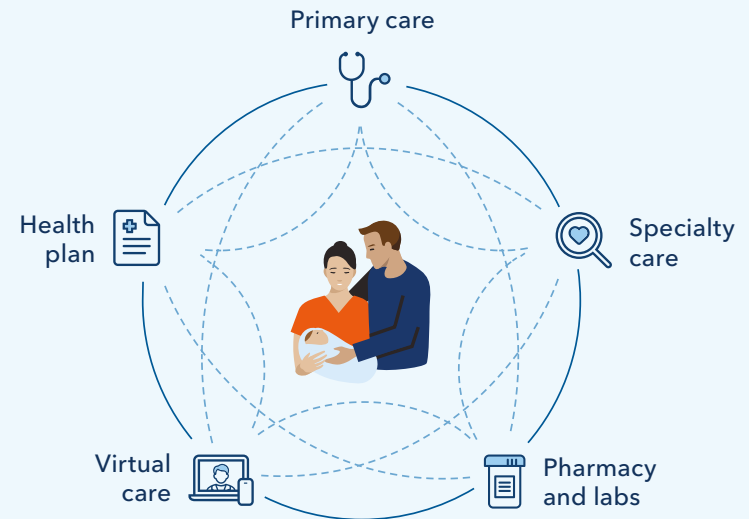 Primary care
Health
plan
Specialty
care
Virtual
care
Pharmacy
and labs